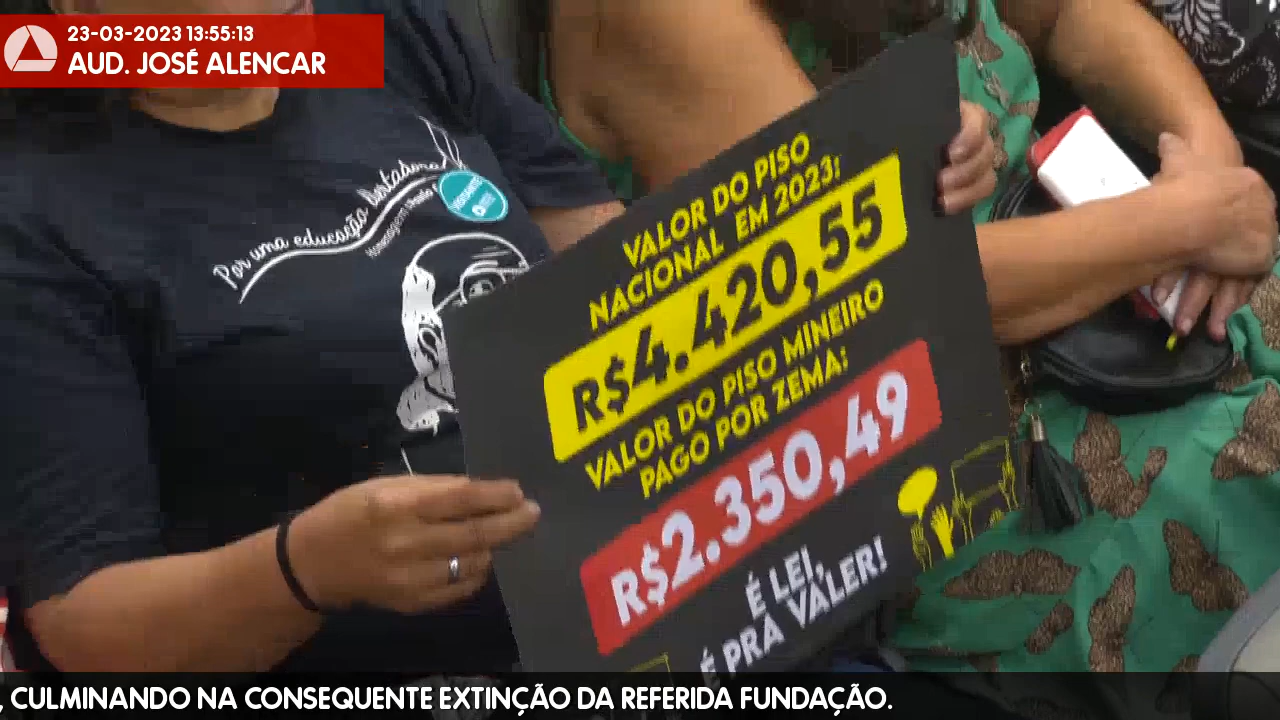 23-03-2023 13:55:13
AUD. JOSÉ ALENCAR
Por uma educação libertadora
Homenagem
VISITANTE
VALOR DO PISO
NACIONAL EM 2023:
R$4.420,55
VALOR DO PISO MINEIRO
PAGO POR ZEMA:
R$2.350,49
É LEI,
É PRA VALER!
, CULMINANDO NA CONSEQUENTE EXTINÇÃO DA REFERIDA FUNDAÇÃO.